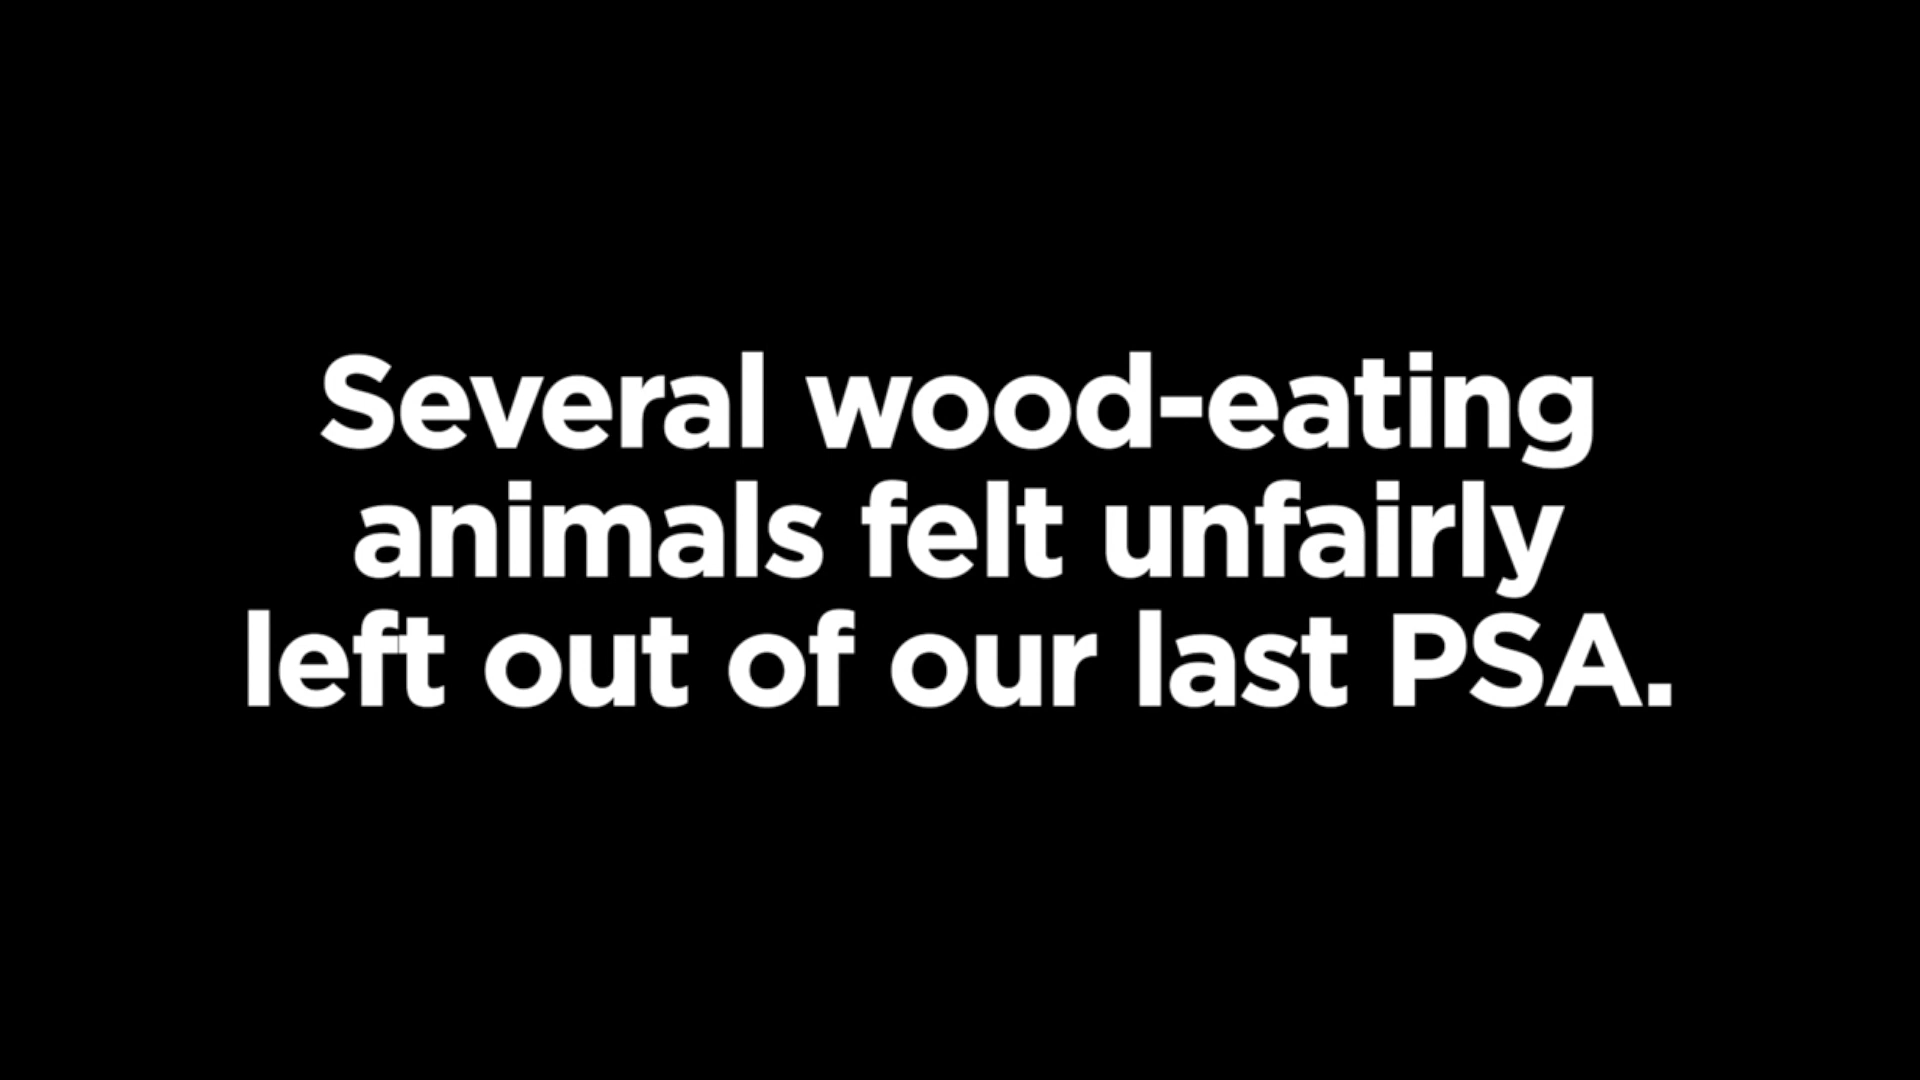 Several wood-eating
animals felt unfairly
left out of our last PSA.